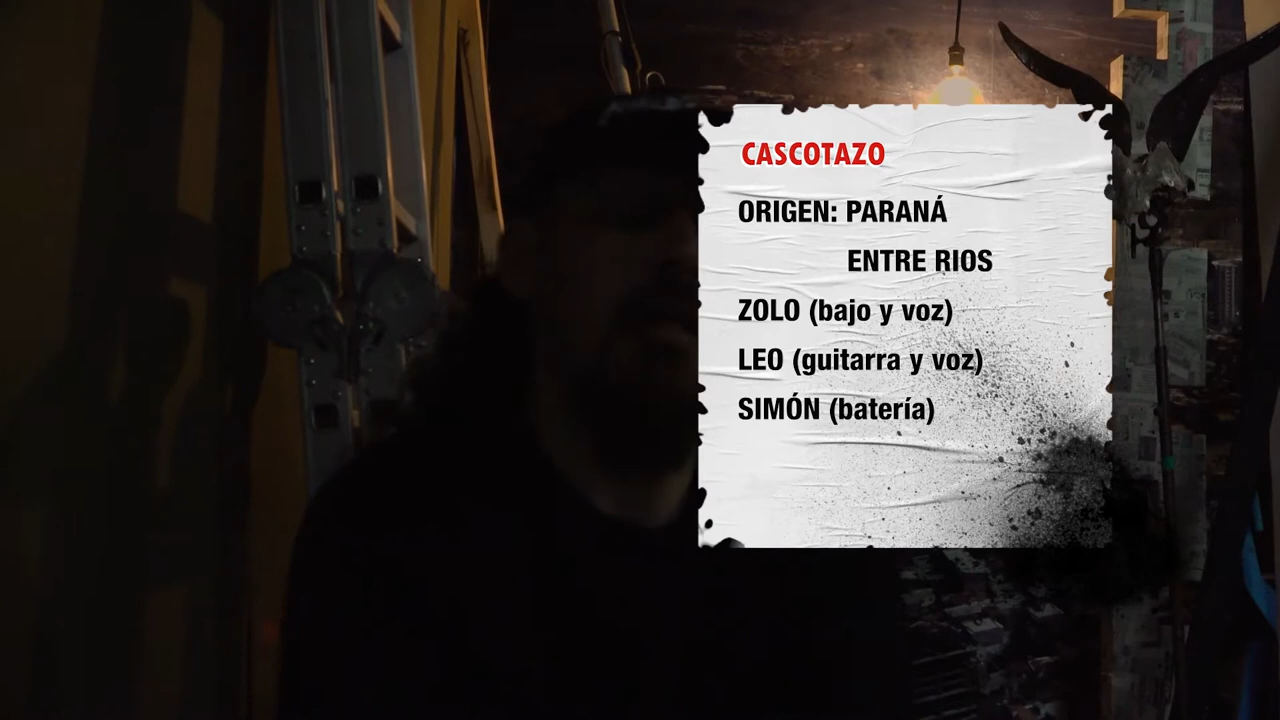 CASCOTAZO
ORIGEN: PARANÁ
ENTRE RIOS
ZOLO (bajo y voz)
LEO (guitarra y voz)
SIMÓN (batería)